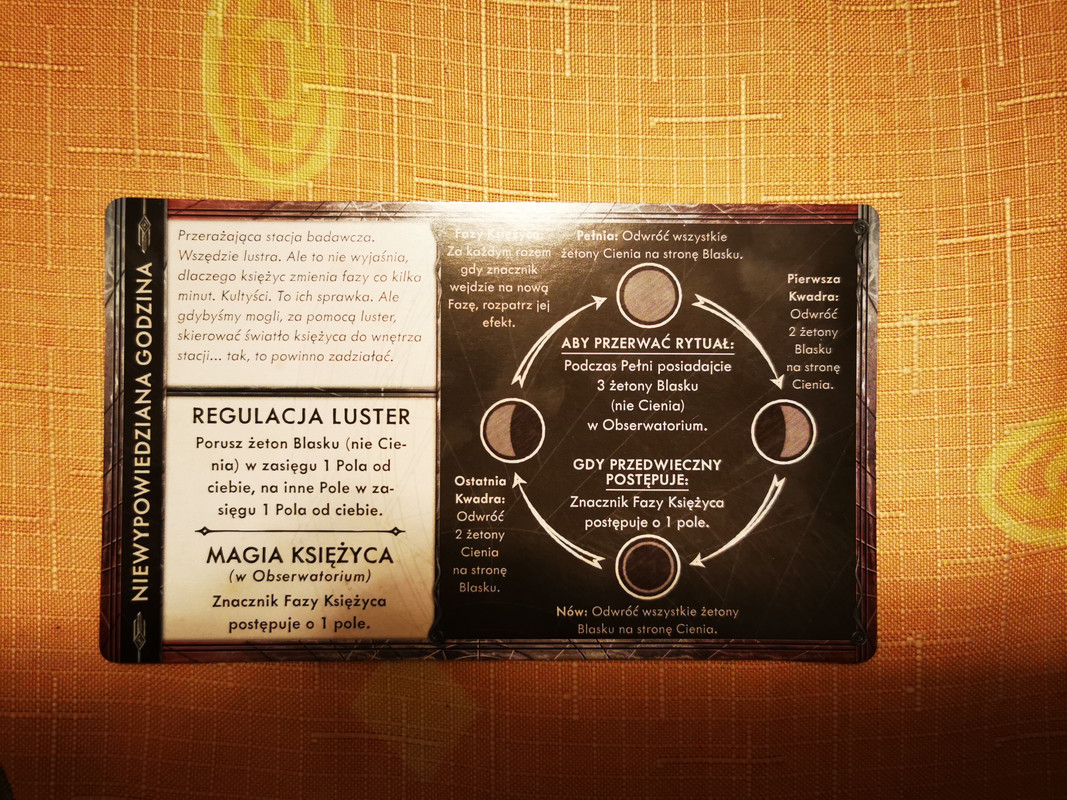 NIEWYPOWIEDZIANA GODZINA
Przerażająca stacja badawcza.
Wszędzie lustra. Ale to nie wyjaśnia,
dlaczego księżyc zmienia fazy co kilka
minut. Kultyści. To ich sprawka. Ale
gdybyśmy mogli, za pomocą luster,
skierować światło księżyca do wnętrza
stacji... tak, to powinno zadziałać.
REGULACJA LUSTER
Porusz żeton Blasku (nie Cie-
nia) w zasięgu 1 Pola od
ciebie, na inne Pole w za-
sięgu 1 Pola od ciebie.
MAGIA KSIĘŻYCA
(w Obserwatorium)
Znacznik Fazy Księżyca
postępuje o 1 pole.
Fazy Księżyca:
Za każdym razem
gdy znacznik
wejdzie na nową
Fazę, rozpatrz jej
efekt.
Pełnia: Odwróć wszystkie
żetony Cienia na stronę Blasku.
Pierwsza
Kwadra:
Odwróć
2 żetony
Blasku
na stronę
Cienia.
ABY PRZERWAĆ RYTUAŁ:
Podczas Pełni posiadajcie
3 żetony Blasku
(nie Cienia)
w Obserwatorium.
GDY PRZEDWIECZNY
POSTĘPUJE:
Znacznik Fazy Księżyca
postępuje o 1 pole.
Ostatnia
Kwadra:
Odwróć
2 żetony
Cienia
na stronę
Blasku.
Nów: Odwróć wszystkie żetony
Blasku na stronę Cienia.